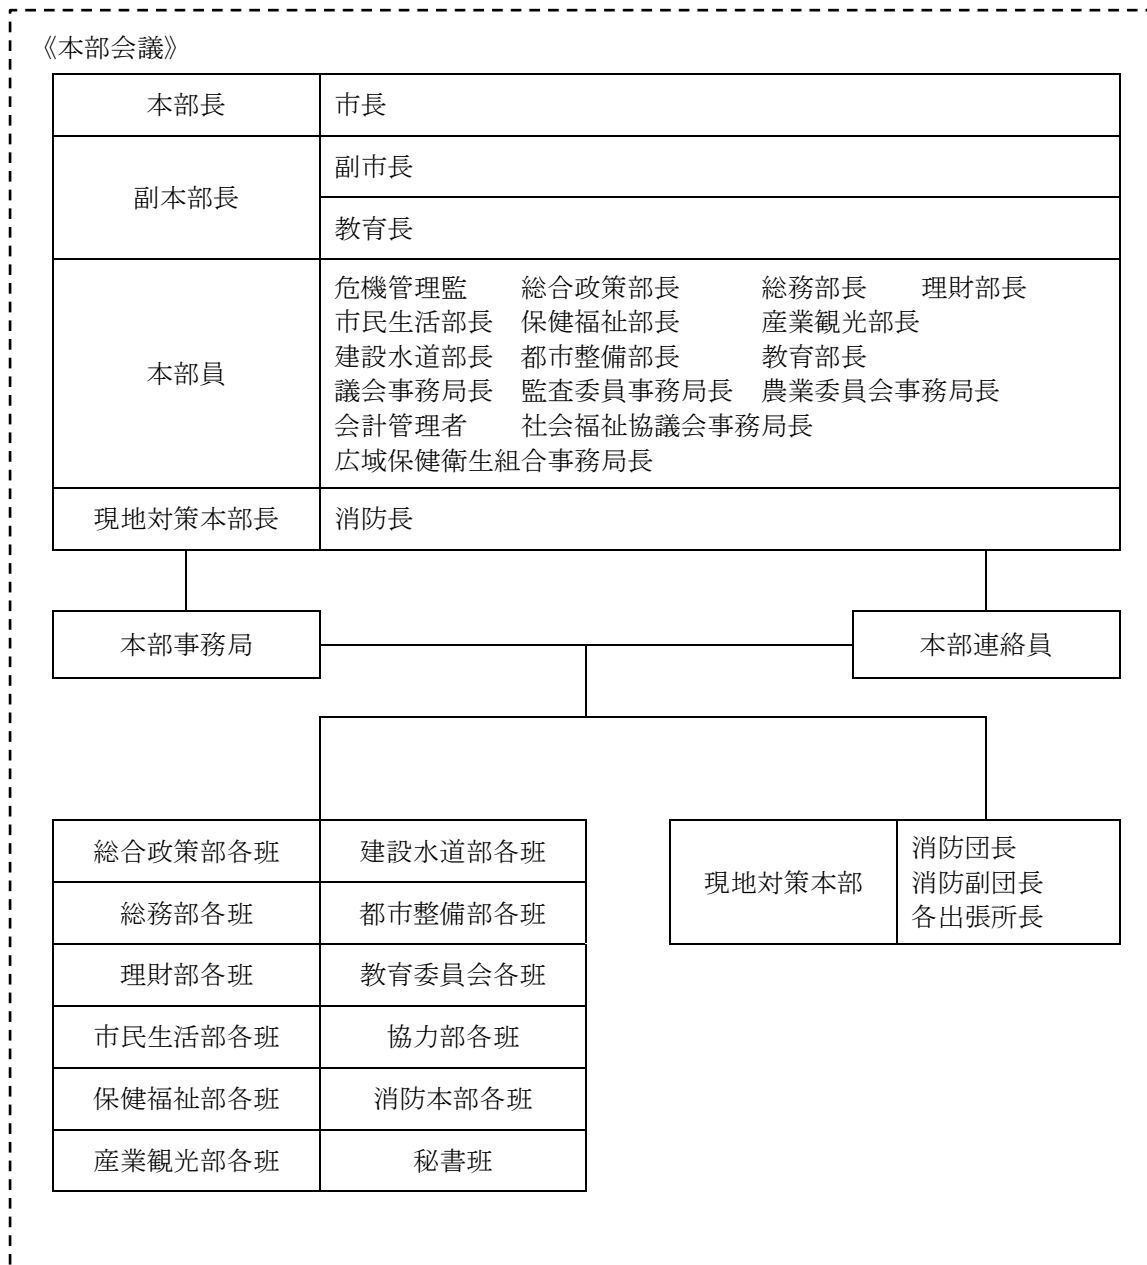 《本部会議》
本部長 市長
副本部長 副市長
教育長
本部員 危機管理監 総合政策部長 総務部長 理財部長
市民生活部長 保健福祉部長 産業観光部長
建設水道部長 都市整備部長 教育部長
議会事務局長 監査委員事務局長 農業委員会事務局長
会計管理者 社会福祉協議会事務局長
広域保健衛生組合事務局長
現地対策本部長 消防長
本部事務局 本部連絡員
総合政策部各班 建設水道部各班
総務部各班 都市整備部各班
理財部各班 教育委員会各班
市民生活部各班 協力部各班
保健福祉部各班 消防本部各班
産業観光部各班 秘書班
現地対策本部 消防団長
消防副団長
各出張所長